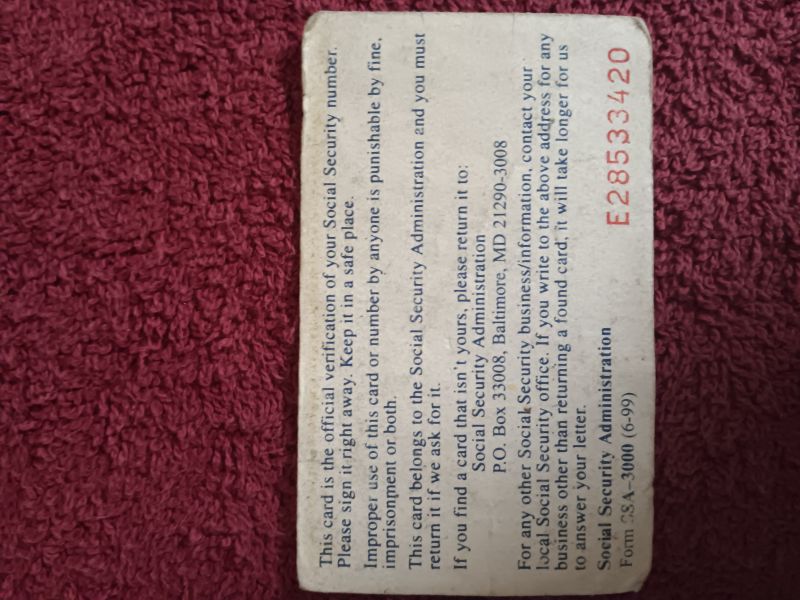 This card is the official verification of your Social Security number.
Please sign it right away. Keep it in a safe place.
Improper use of this card or number by anyone is punishable by fine,
imprisonment or both.
This card belongs to the Social Security Administration and you must
return it if we ask for it.
If you find a card that isn't yours, please return it to:
Social Security Administration
P.O. Box 33008, Baltimore, MD 21290-3008
For any other Social Security business/information, contact your
local Social Security office. If you write to the above address for any
business other than returning a found card, it will take longer for us
to answer your letter.
Social Security Administration
Form SSA-3000 (6-99)
E28533420